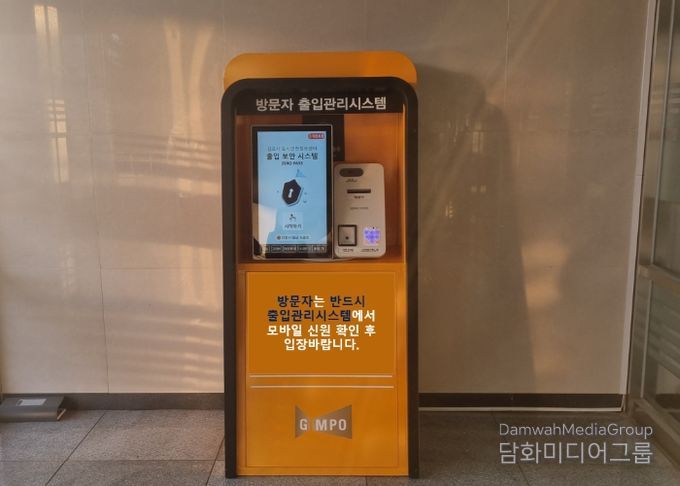 방문자 출입관리시스템
출입 보안 시스템
방문자는 반드시
출입관리시스템에서
모바일 신원 확인 후
입장바랍니다.
GIMPO
DamwahMediaGroup
담화미디어그룹